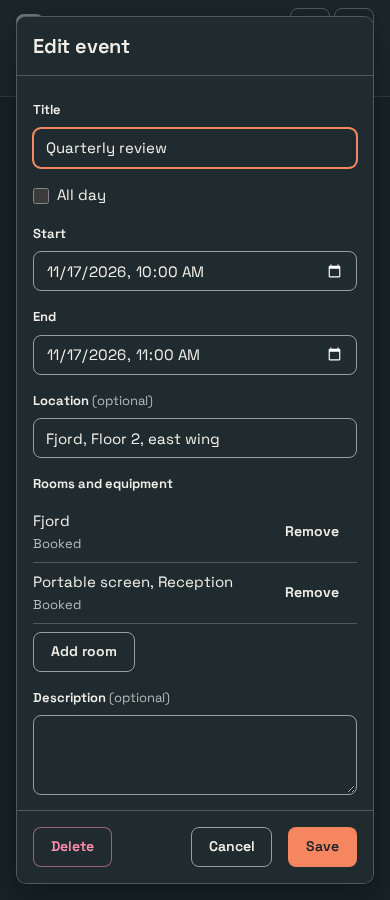 Edit event
Title
Quarterly review
All day
Start
11/17/2026, 10:00 AM
End
11/17/2026, 11:00 AM
Location (optional)
Fjord, Floor 2, east wing
Rooms and equipment
Fjord
Booked
Remove
Portable screen, Reception
Booked
Remove
Add room
Description (optional)
Delete
Cancel
Save